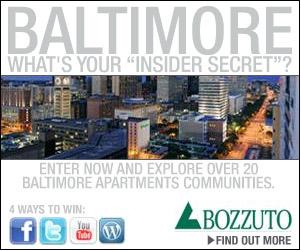 BALTIMORE
WHAT'S YOUR “INSIDER SECRET”?
ENTER NOW AND EXPLORE OVER 20
BALTIMORE APARTMENTS COMMUNITIES.
4 WAYS TO WIN:
f
t
You Tube
W
BOZZUTO
FIND OUT MORE